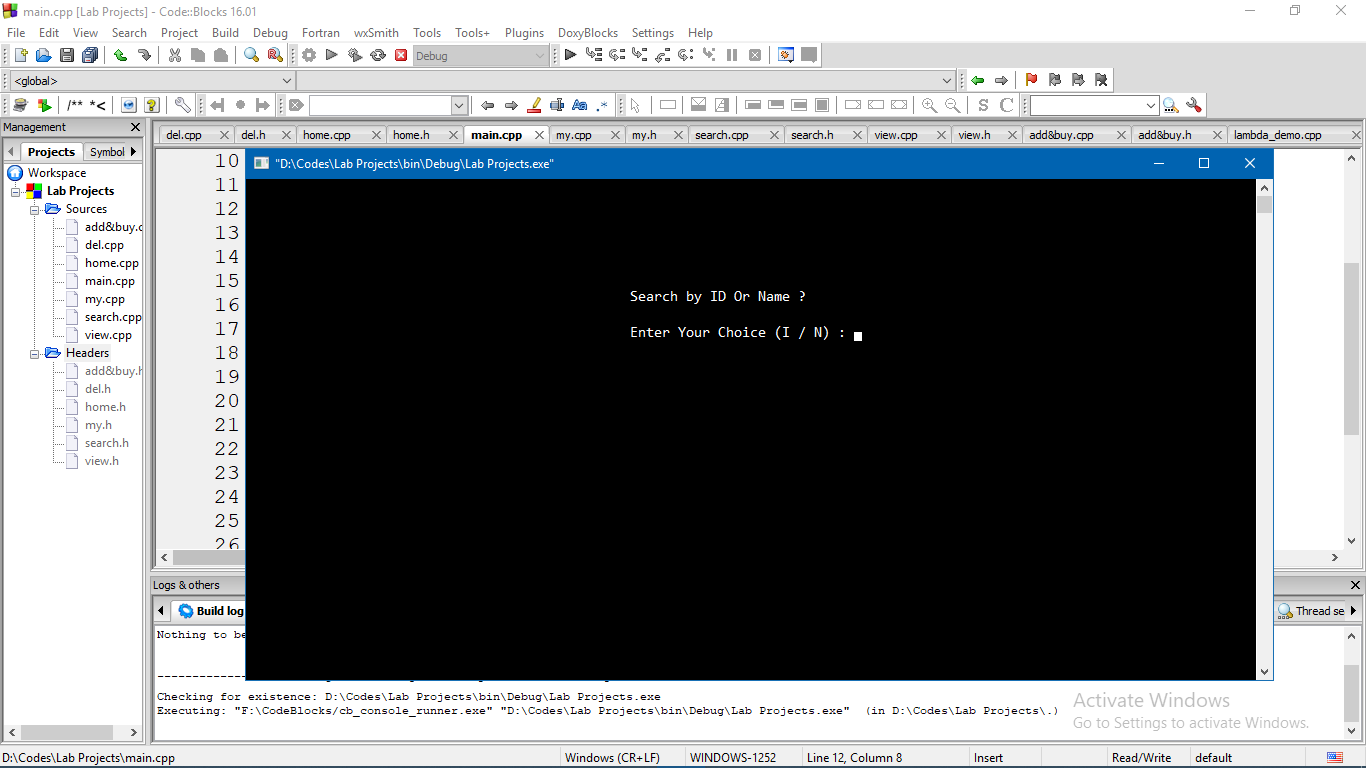 main.cpp [Lab Projects] - Code::Blocks 16.01
File Edit View Search Project Build Debug Fortran wxSmith Tools Tools+ Plugins DoxyBlocks Settings Help
Debug
<global>
/** *< Aa .* S C
Management
Projects Symbol
del.cpp del.h home.cpp home.h main.cpp my.cpp my.h search.cpp search.h view.cpp view.h add&buy.cpp add&buy.h lambda_demo.cpp
Workspace
Lab Projects
Sources
add&buy.c
del.cpp
home.cpp
main.cpp
my.cpp
search.cpp
view.cpp
Headers
add&buy.h
del.h
home.h
my.h
search.h
view.h
10
11
12
13
14
15
16
17
18
19
20
21
22
23
24
25
26
"D:\Codes\Lab Projects\bin\Debug\Lab Projects.exe"
Search by ID Or Name ?
Enter Your Choice (I / N) :
Logs & others
Build log
Thread se
Nothing to be
Checking for existence: D:\Codes\Lab Projects\bin\Debug\Lab Projects.exe
Executing: "F:\CodeBlocks/cb_console_runner.exe" "D:\Codes\Lab Projects\bin\Debug\Lab Projects.exe" (in D:\Codes\Lab Projects\.)
Activate Windows
Go to Settings to activate Windows.
D:\Codes\Lab Projects\main.cpp Windows (CR+LF) WINDOWS-1252 Line 12, Column 8 Insert Read/Write default